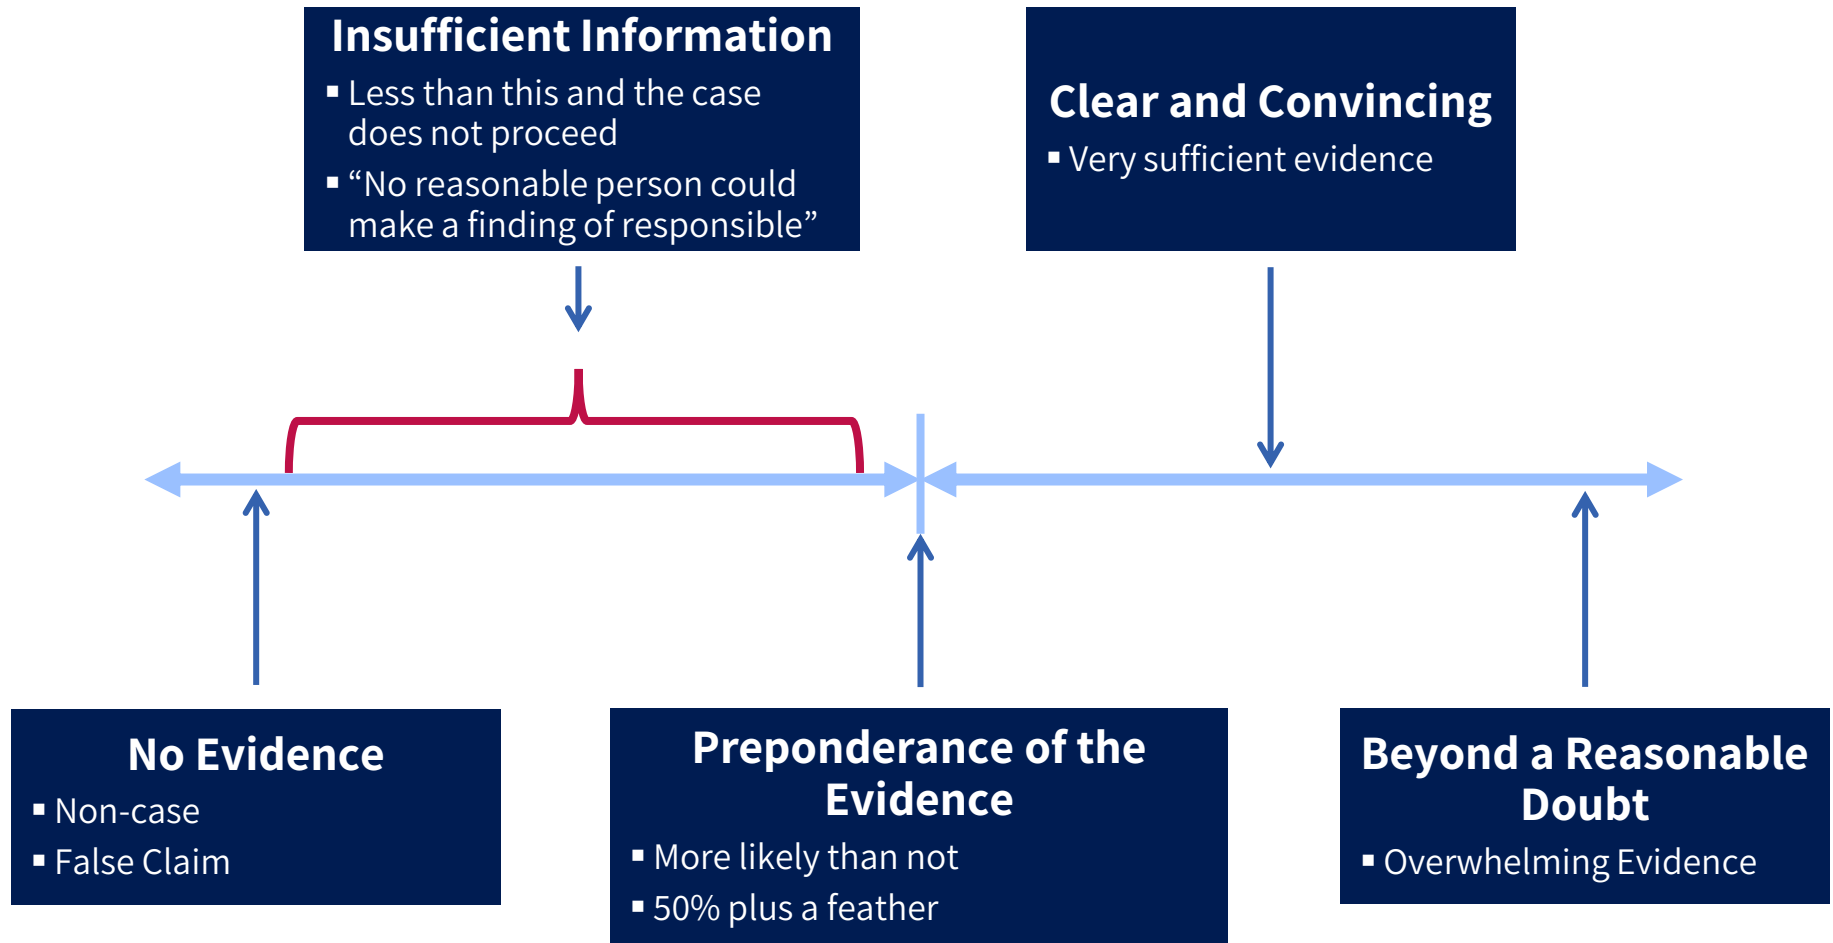 Insufficient Information
▪ Less than this and the case
does not proceed
▪ “No reasonable person could
make a finding of responsible”
Clear and Convincing
▪ Very sufficient evidence
No Evidence
▪ Non-case
▪ False Claim
Preponderance of the
Evidence
▪ More likely than not
▪ 50% plus a feather
Beyond a Reasonable
Doubt
▪ Overwhelming Evidence